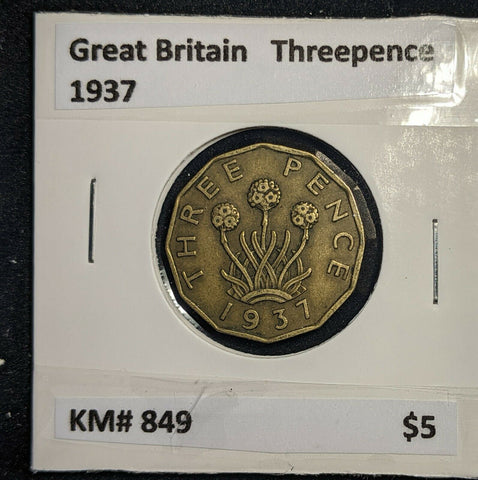 Great Britain Threepence
1937
THREE PENCE
1937
KM# 849 $5